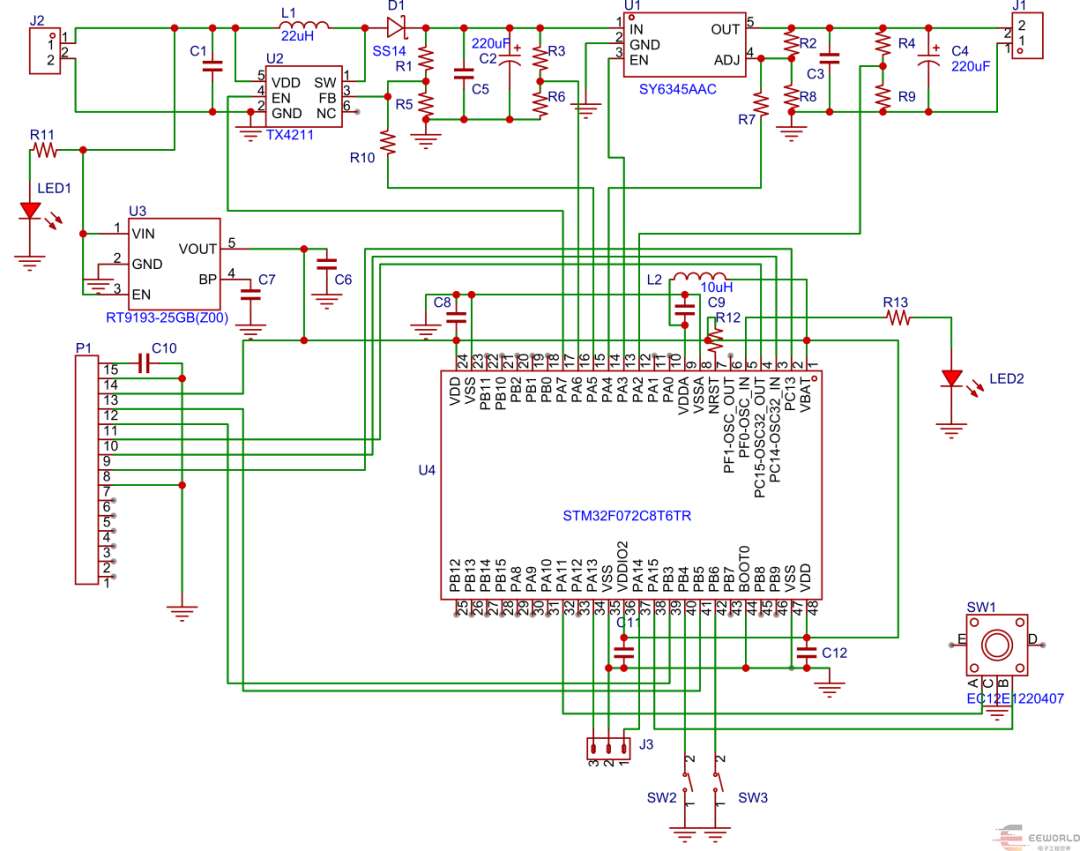 J2
1
2
1
2
C1
L1
22uH
D1
SS14
U2
VDD
EN
GND
SW
FB
NC
5
4
2
1
3
6
TX4211
R1
R5
R10
C5
220uF
C2
+
R3
R6
U1
IN
GND
EN
OUT
ADJ
1
2
3
5
4
SY6345AAC
R7
R2
R8
C3
R4
R9
C4
220uF
+
J1
2
1
2
1
R11
LED1
U3
VIN
GND
EN
VOUT
BP
1
2
3
5
4
RT9193-25GB(Z00)
C7
C6
C8
L2
10uH
C9
R12
R13
LED2
P1
C10
15
14
13
12
11
10
9
8
7
6
5
4
3
2
1
U4
STM32F072C8T6TR
24
23
22
21
20
19
18
17
16
15
14
13
12
11
10
9
8
7
6
5
4
3
2
1
VDD
VSS
PB11
PB10
PB2
PB1
PB0
PA7
PA6
PA5
PA4
PA3
PA2
PA1
PA0
VDDA
VSSA
NRST
PF1-OSC_OUT
PF0-OSC_IN
PC15-OSC32_OUT
PC14-OSC32_IN
PC13
VBAT
PB12
PB13
PB14
PB15
PA8
PA9
PA10
PA11
PA12
PA13
VSS
VDDIO2
PA14
PA15
PB3
PB4
PB5
PB6
PB7
BOOT0
PB8
PB9
VSS
VDD
25
26
27
28
29
30
31
32
33
34
35
36
37
38
39
40
41
42
43
44
45
46
47
48
C11
C12
J3
3
2
1
SW2
2
1
SW3
2
1
SW1
E
D
A
C
B
EC12E1220407
EEWORLD
电子工程世界